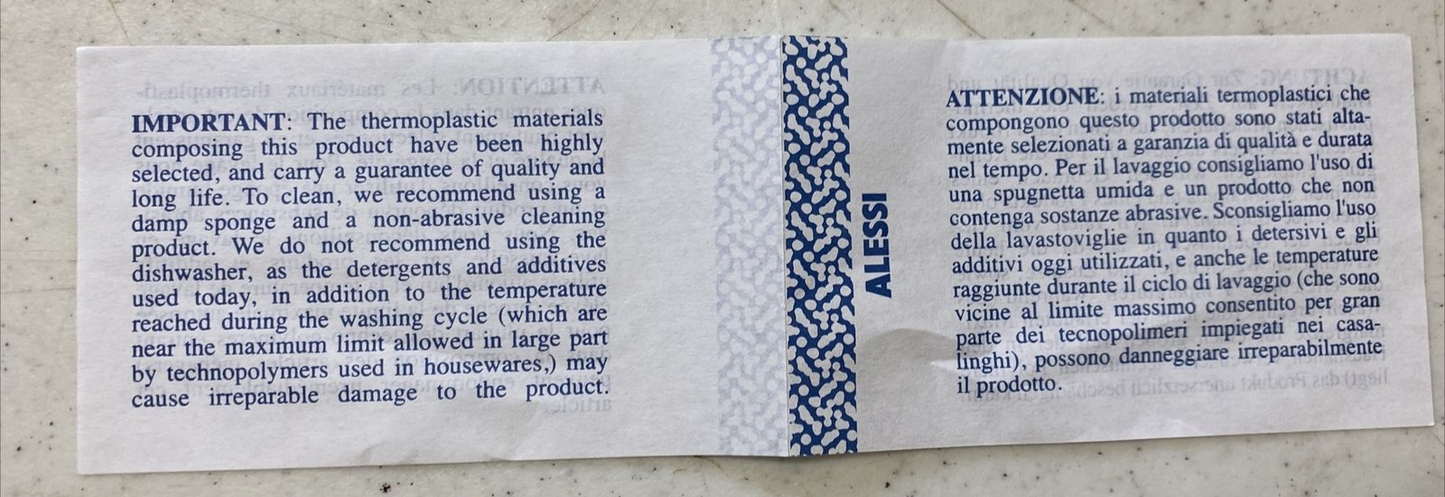 IMPORTANT: The thermoplastic materials
composing this product have been highly
selected, and carry a guarantee of quality and
long life. To clean, we recommend using a
damp sponge and a non-abrasive cleaning
product. We do not recommend using the
dishwasher, as the detergents and additives
used today, in addition to the temperature
reached during the washing cycle (which are
near the maximum limit allowed in large part
by technopolymers used in housewares,) may
cause irreparable damage to the product.
ALESSI
ATTENZIONE: i materiali termoplastici che
compongono questo prodotto sono stati alta-
mente selezionati a garanzia di qualità e durata
nel tempo. Per il lavaggio consigliamo l'uso di
una spugnetta umida e un prodotto che non
contenga sostanze abrasive. Sconsigliamo l'uso
della lavastoviglie in quanto i detersivi e gli
additivi oggi utilizzati, e anche le temperature
raggiunte durante il ciclo di lavaggio (che sono
vicine al limite massimo consentito per gran
parte dei tecnopolimeri impiegati nei casa-
linghi), possono danneggiare irreparabilmente
il prodotto.